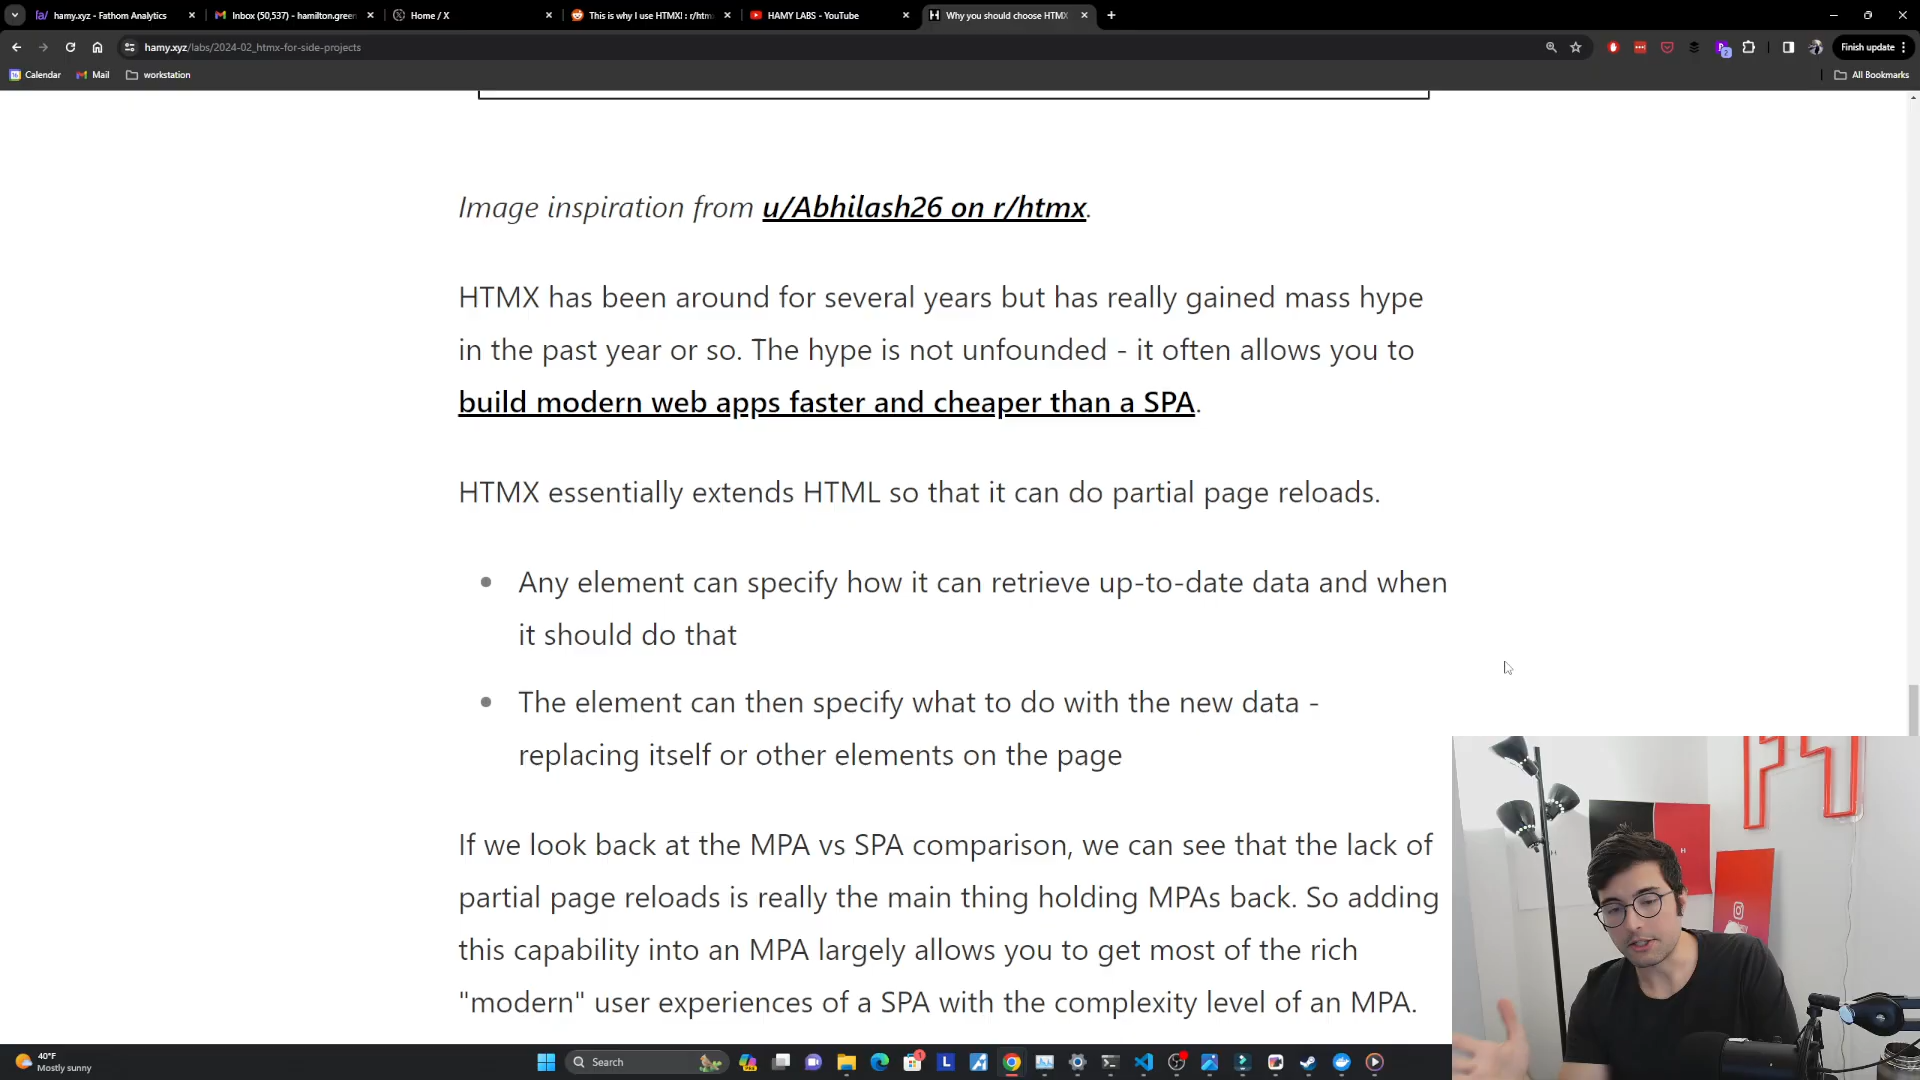 hamy.xyz - Fathom Analytics
Inbox (50,537) - hamilton.green
Home / X
This is why I use HTMX! : r/htm
HAMY LABS - YouTube
Why you should choose HTMX
hamy.xyz/labs/2024-02_htmx-for-side-projects
Finish update
Calendar
Mail
workstation
All Bookmarks
Image inspiration from u/Abhilash26 on r/htmx.
HTMX has been around for several years but has really gained mass hype
in the past year or so. The hype is not unfounded - it often allows you to
build modern web apps faster and cheaper than a SPA.
HTMX essentially extends HTML so that it can do partial page reloads.
Any element can specify how it can retrieve up-to-date data and when
it should do that
The element can then specify what to do with the new data -
replacing itself or other elements on the page
If we look back at the MPA vs SPA comparison, we can see that the lack of
partial page reloads is really the main thing holding MPAs back. So adding
this capability into an MPA largely allows you to get most of the rich
"modern" user experiences of a SPA with the complexity level of an MPA.
H
40°F
Mostly sunny
Search